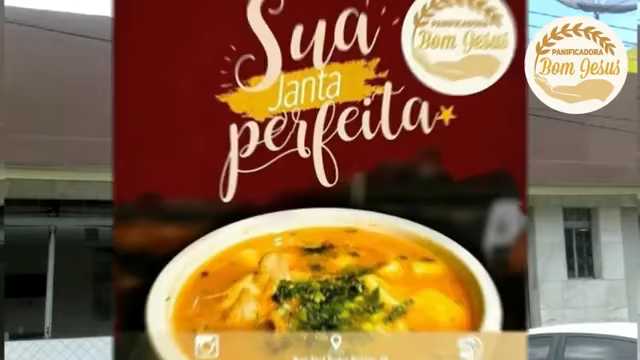 Sua
Janta
perfeita
PANIFICADORA
Bom Jesus
PANIFICADORA
Bom Jesus